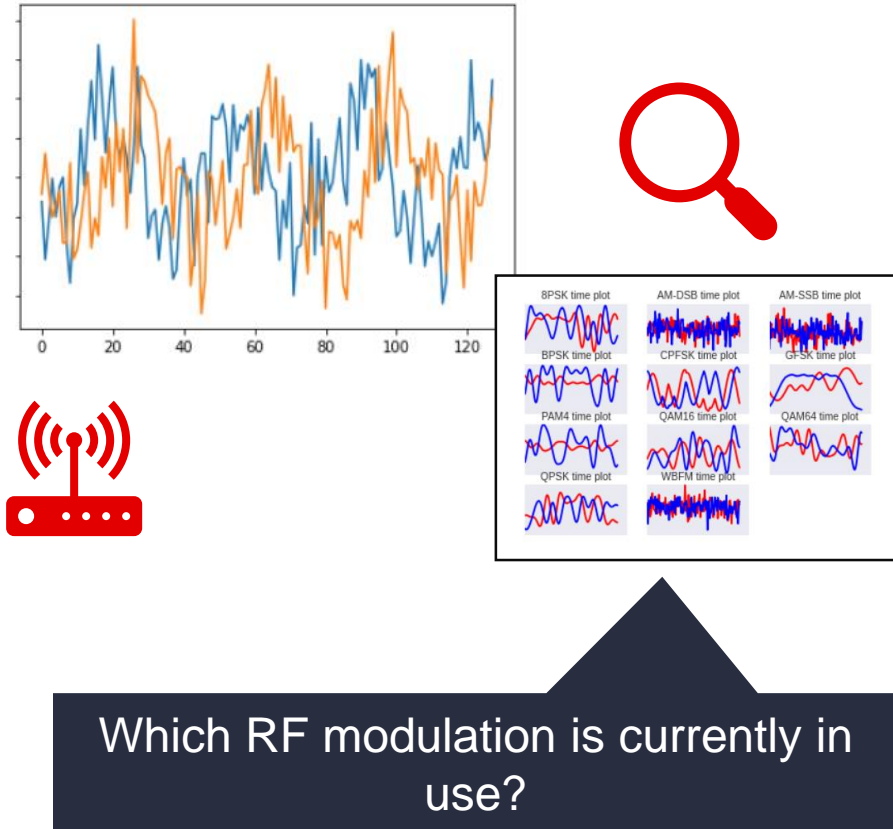 0 20 40 60 80 100 120
8PSK time plot AM-DSB time plot AM-SSB time plot
BPSK time plot CPFSK time plot GFSK time plot
PAM4 time plot QAM16 time plot QAM64 time plot
QPSK time plot WBFM time plot
Which RF modulation is currently in
use?